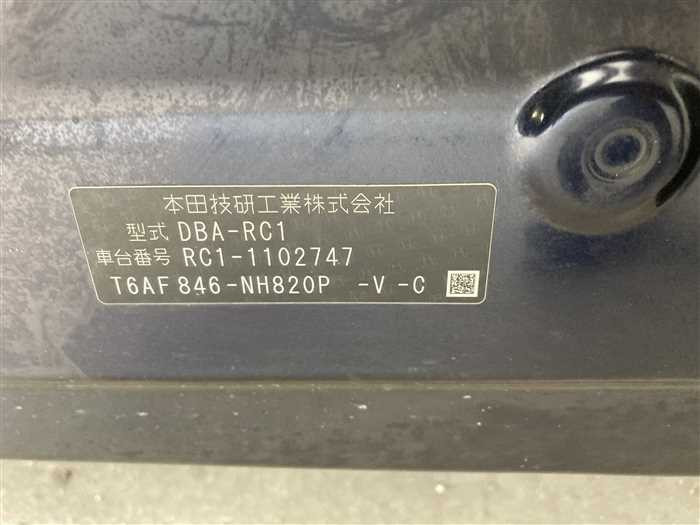 本田技研工業株式会社
型式 DBA-RC1
車台番号 RC1-1102747
T6AF 846-NH820P -V -C